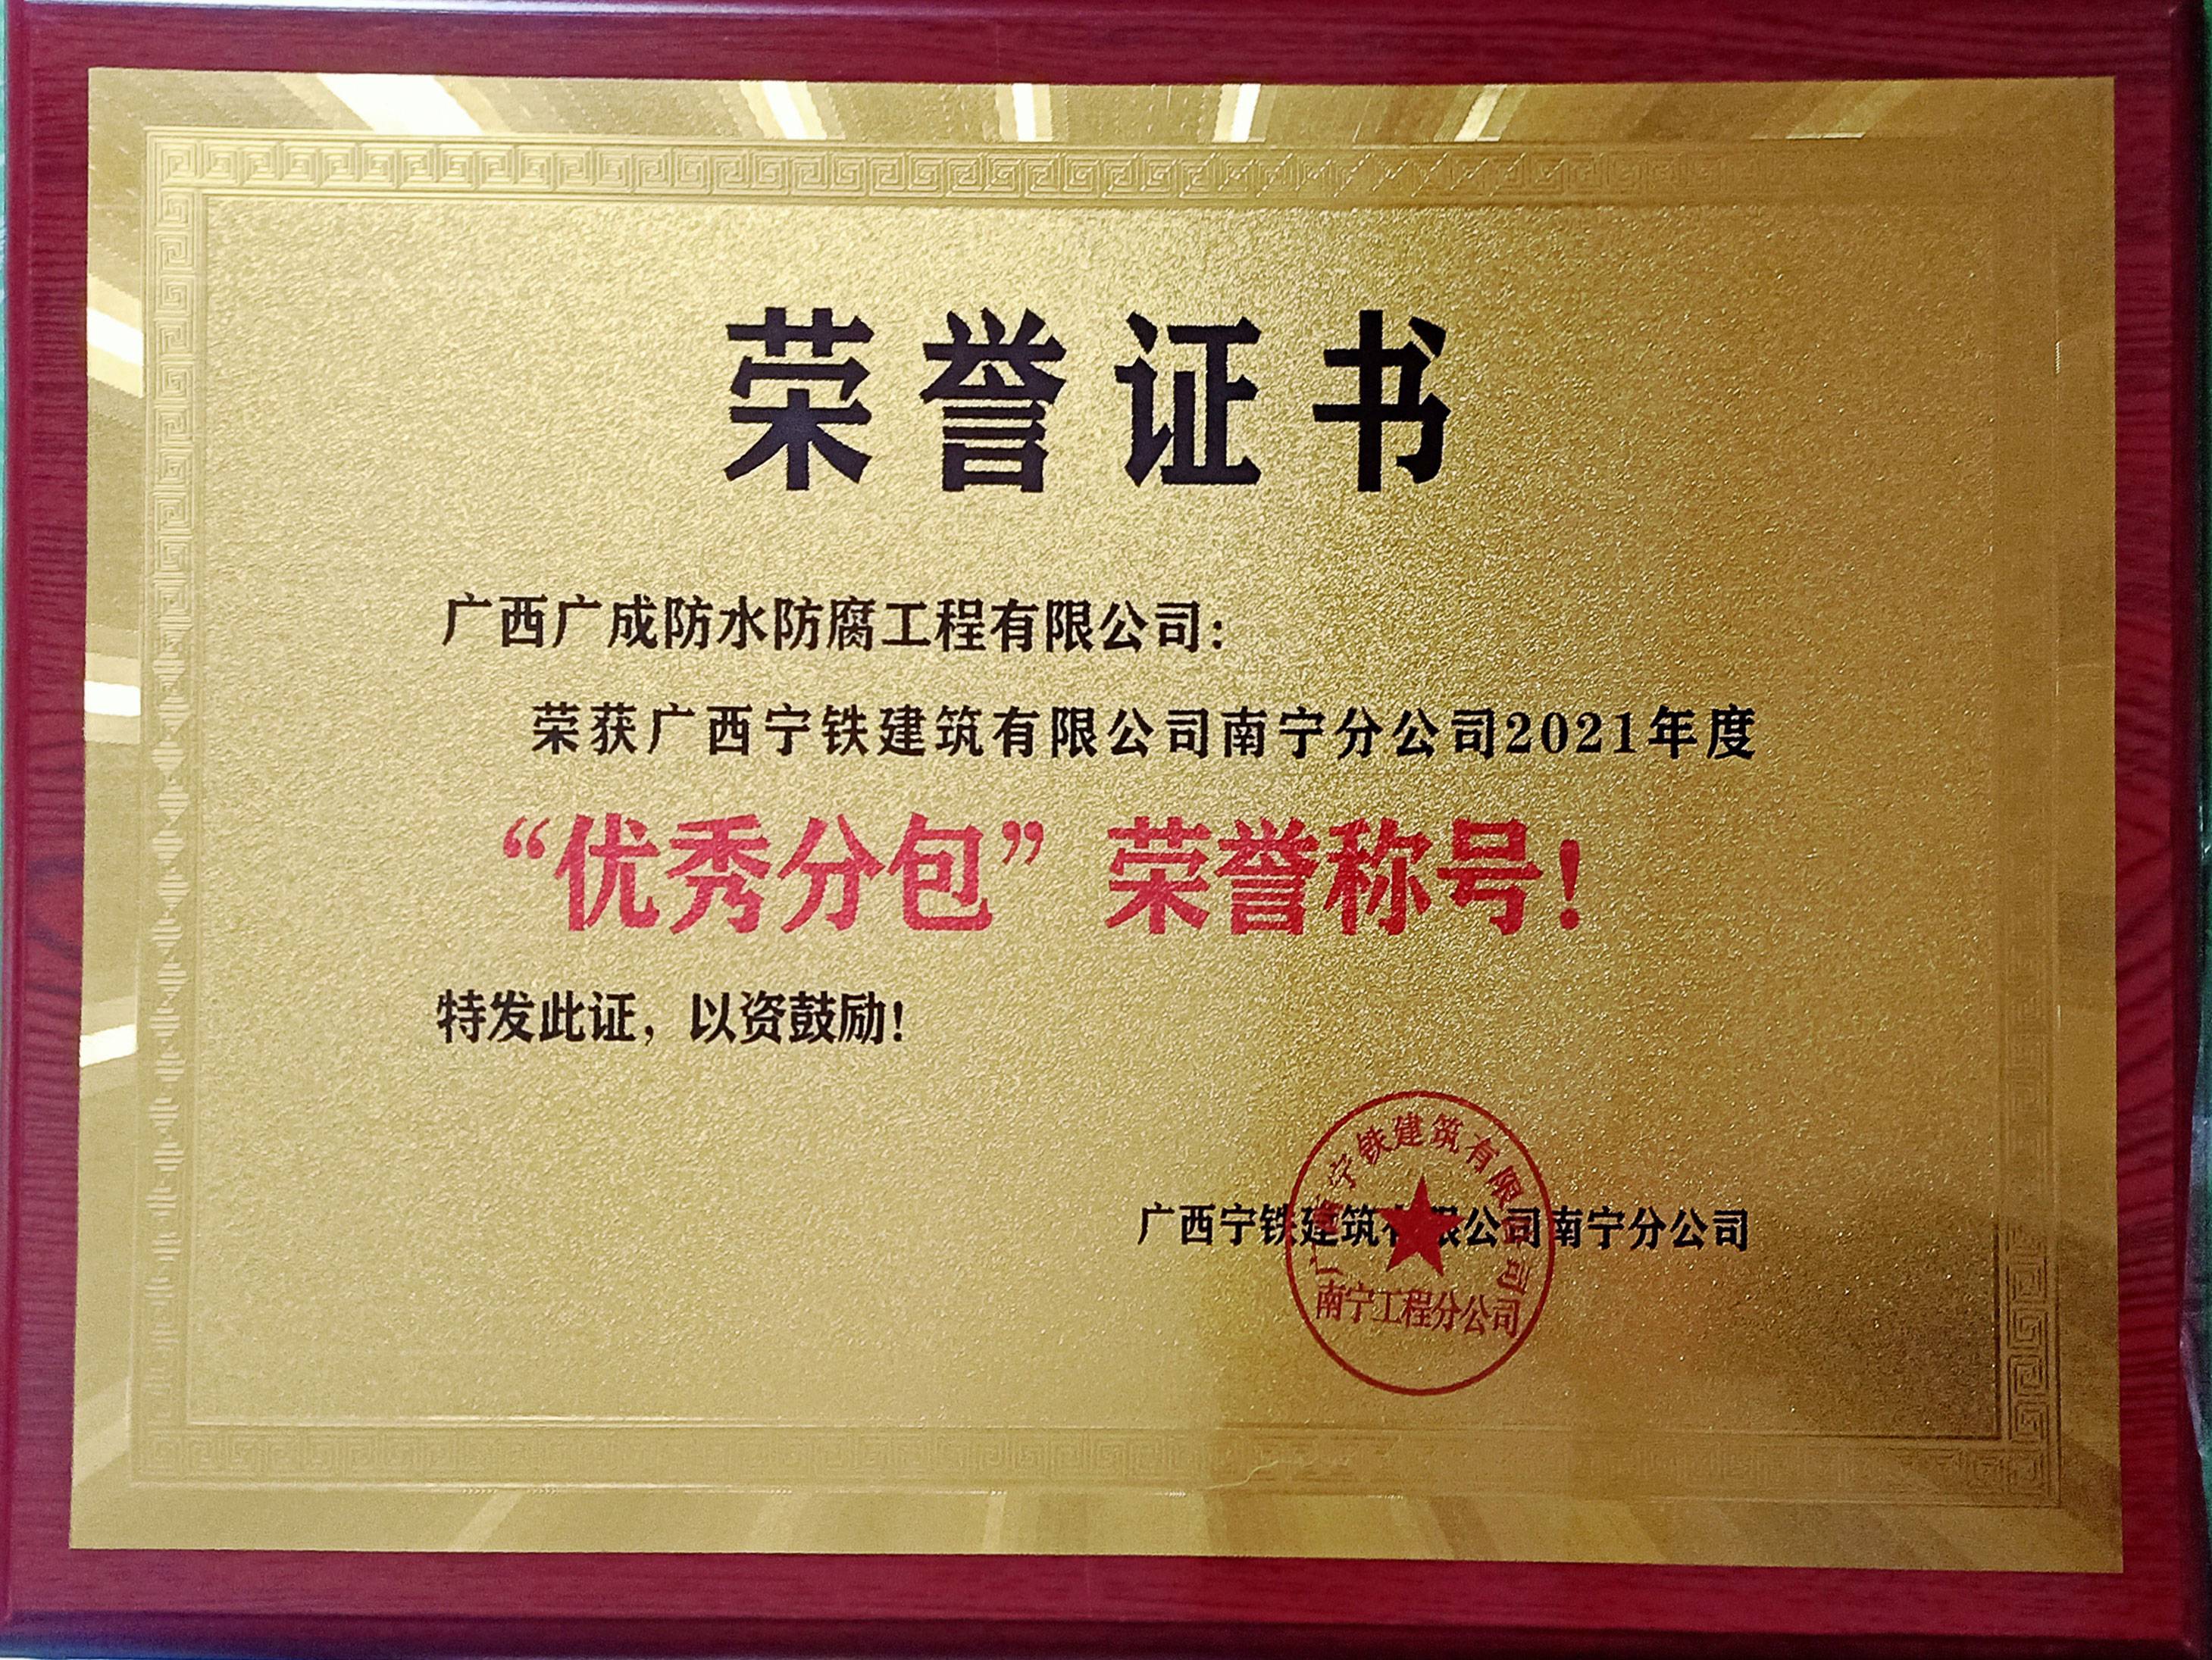 荣誉证书
广西广成防水防腐工程有限公司：
荣获广西宁铁建筑有限公司南宁分公司2021年度
“优秀分包”荣誉称号！
特发此证，以资鼓励！
广西宁铁建筑有限公司南宁分公司
广西宁铁建筑有限公司
南宁工程分公司